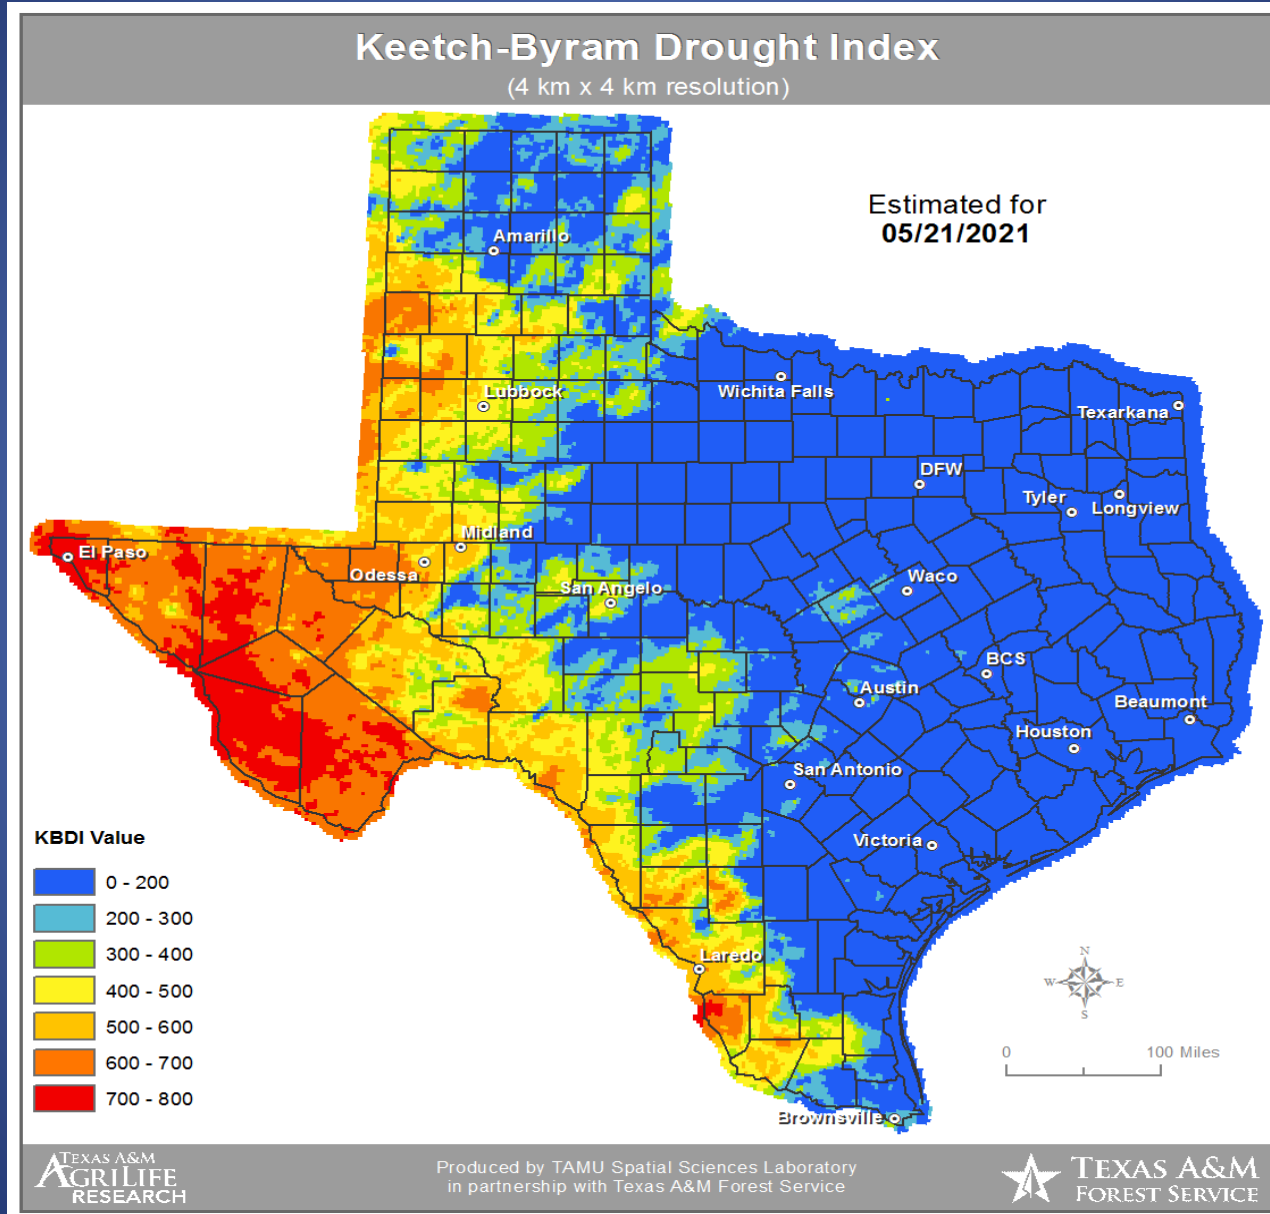 Keetch-Byram Drought Index
(4 km x 4 km resolution)
Estimated for
05/21/2021
Amarillo
Lubbock
Wichita Falls
Texarkana
DFW
Tyler
Longview
Midland
El Paso
Odessa
San Angelo
Waco
BCS
Austin
Beaumont
Houston
San Antonio
Victoria
Laredo
Brownsville
KBDI Value
0 - 200
200 - 300
300 - 400
400 - 500
500 - 600
600 - 700
700 - 800
N
W E
S
0 100 Miles
TEXAS A&M
AGRILIFE
RESEARCH
Produced by TAMU Spatial Sciences Laboratory
in partnership with Texas A&M Forest Service
TEXAS A&M
FOREST SERVICE